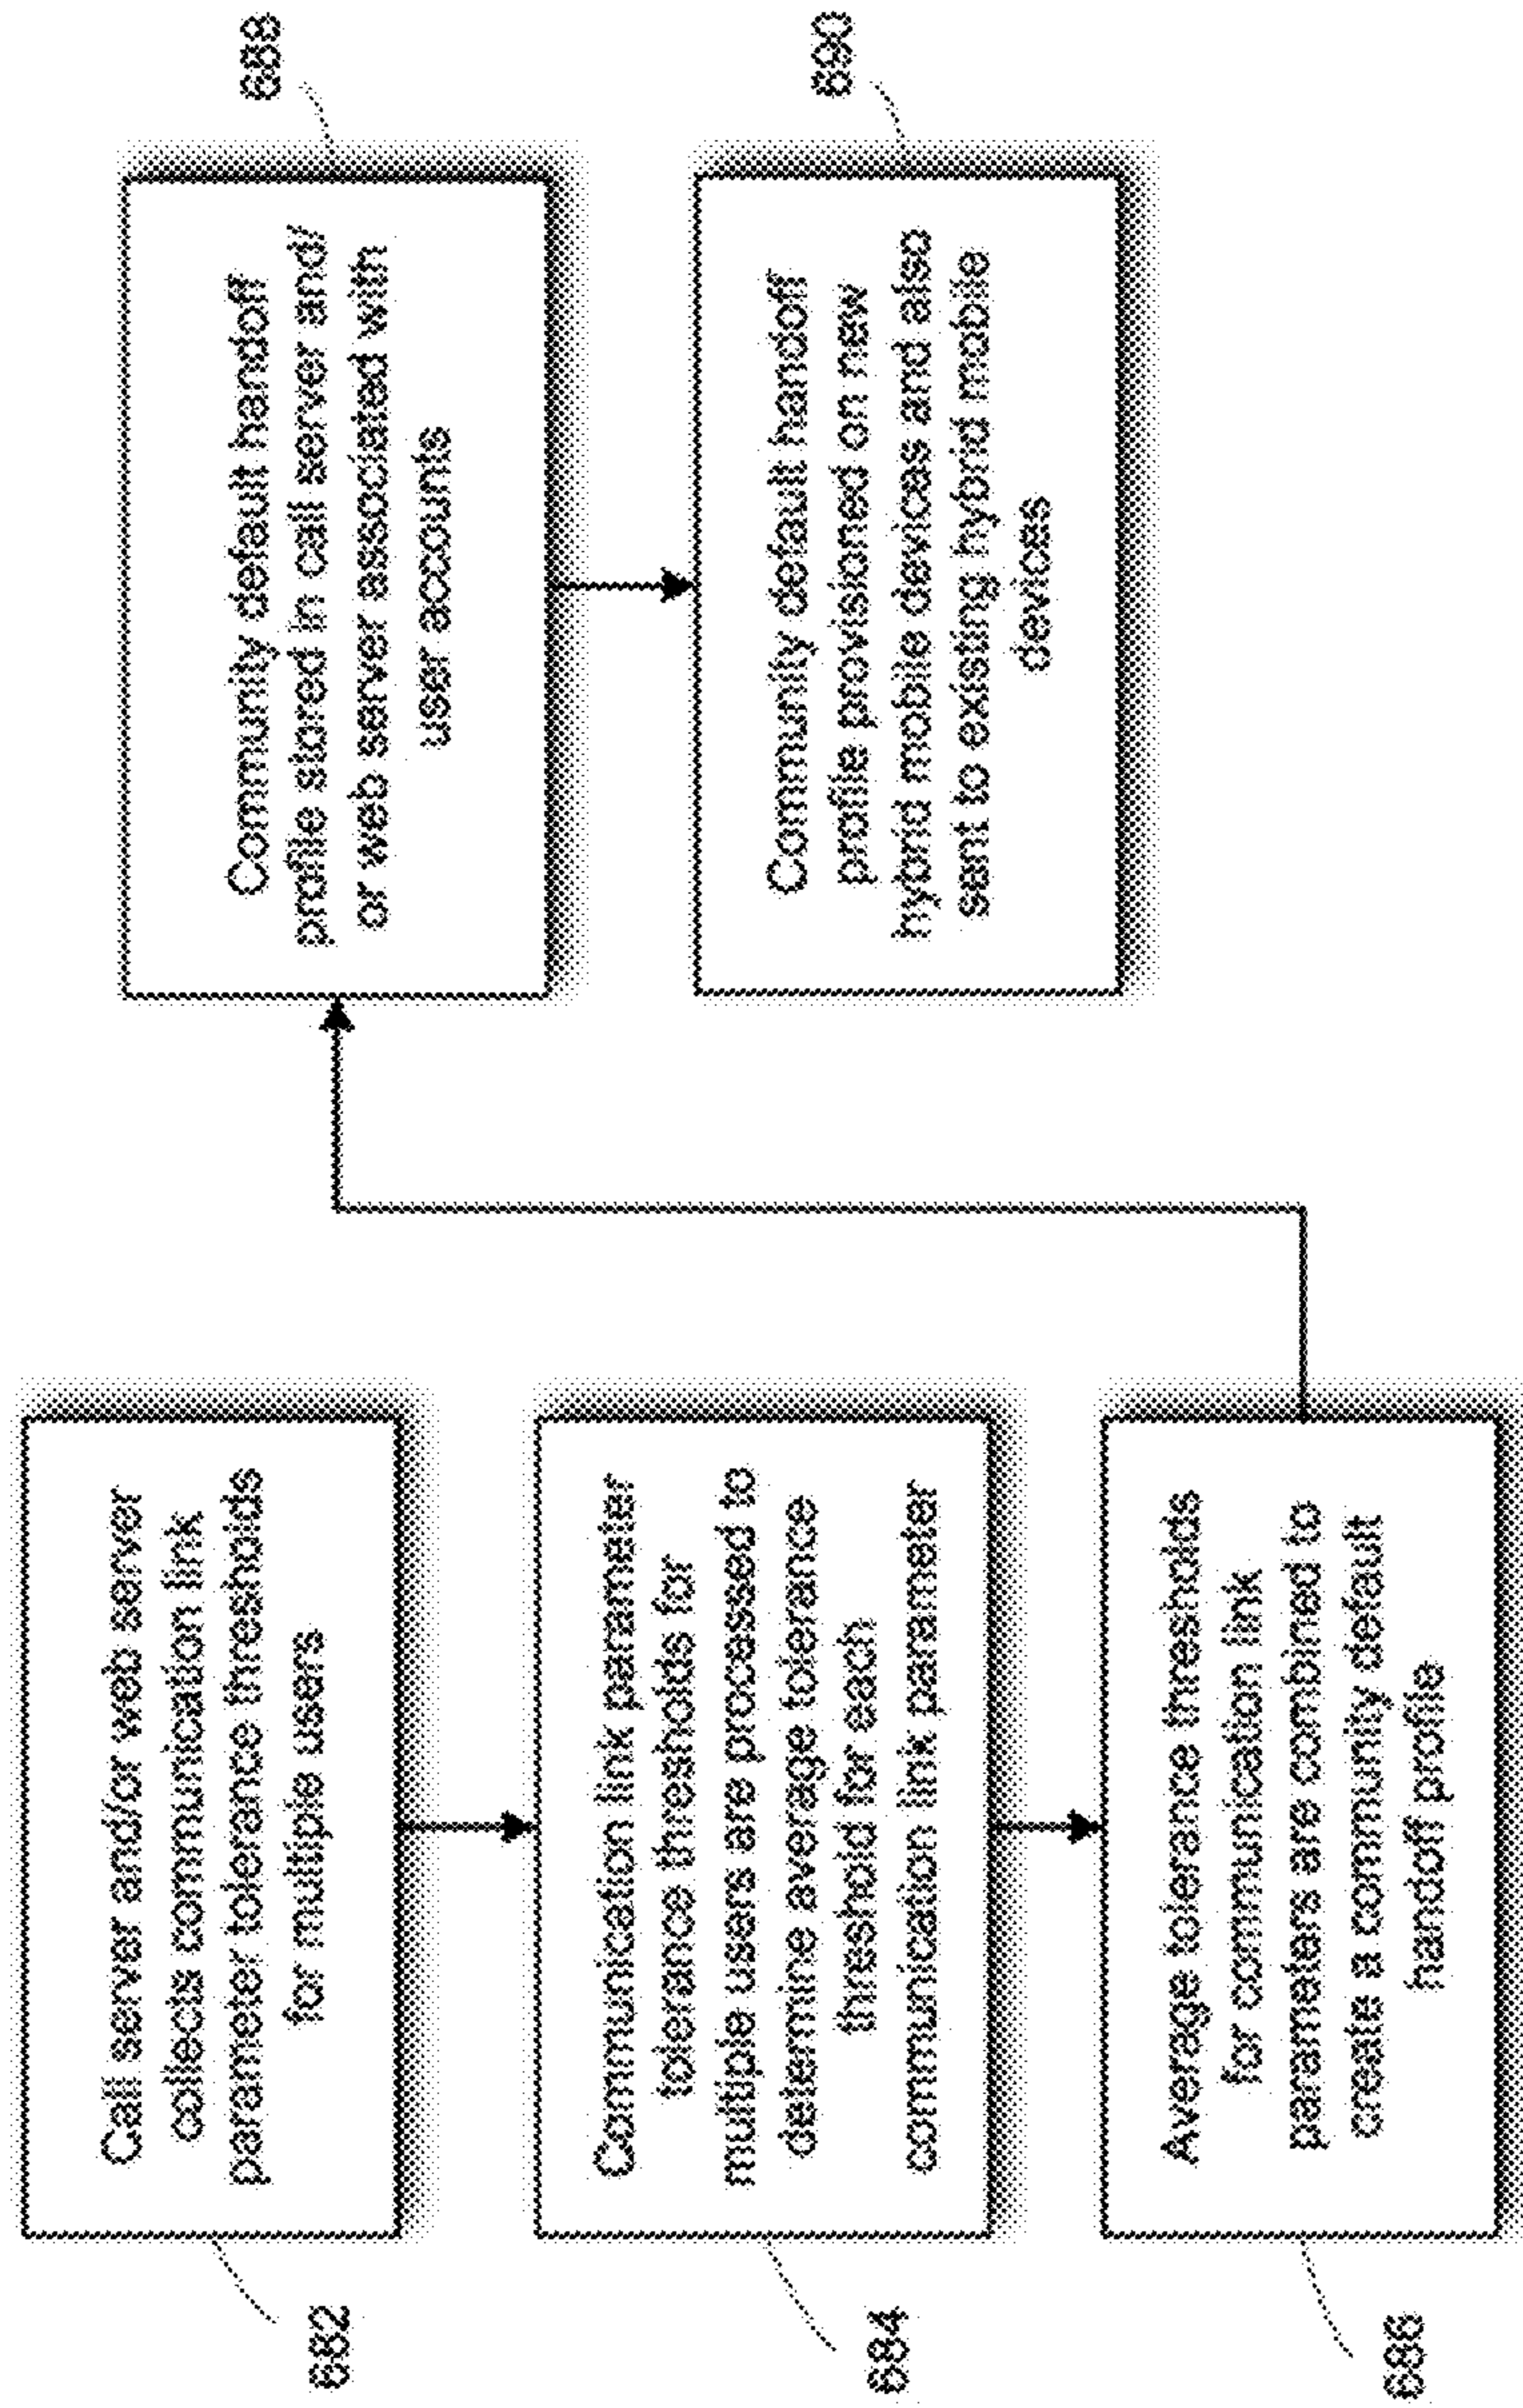 Call server and/or web server
collects communication link
parameter tolerance thresholds
for multiple users
682
Communication link parameter
tolerance thresholds for
multiple users are processed to
determine average tolerance
threshold for each
communication link parameter
684
Average tolerance thresholds
for communication link
parameters are combined to
create a community default
handoff profile
686
Community default handoff
profile stored in call server and/
or web server associated with
user accounts
688
Community default handoff
profile provisioned on new
hybrid mobile devices and also
sent to existing hybrid mobile
devices
690